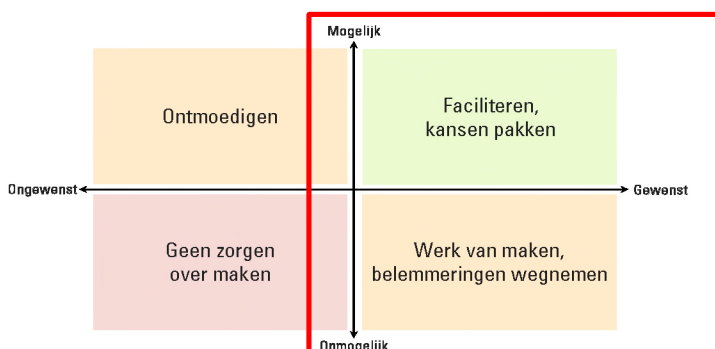 Mogelijk
Ontmoedigen
Faciliteren,
kansen pakken
Ongewenst
Gewenst
Geen zorgen
over maken
Werk van maken,
belemmeringen wegnemen
Onmogelijk